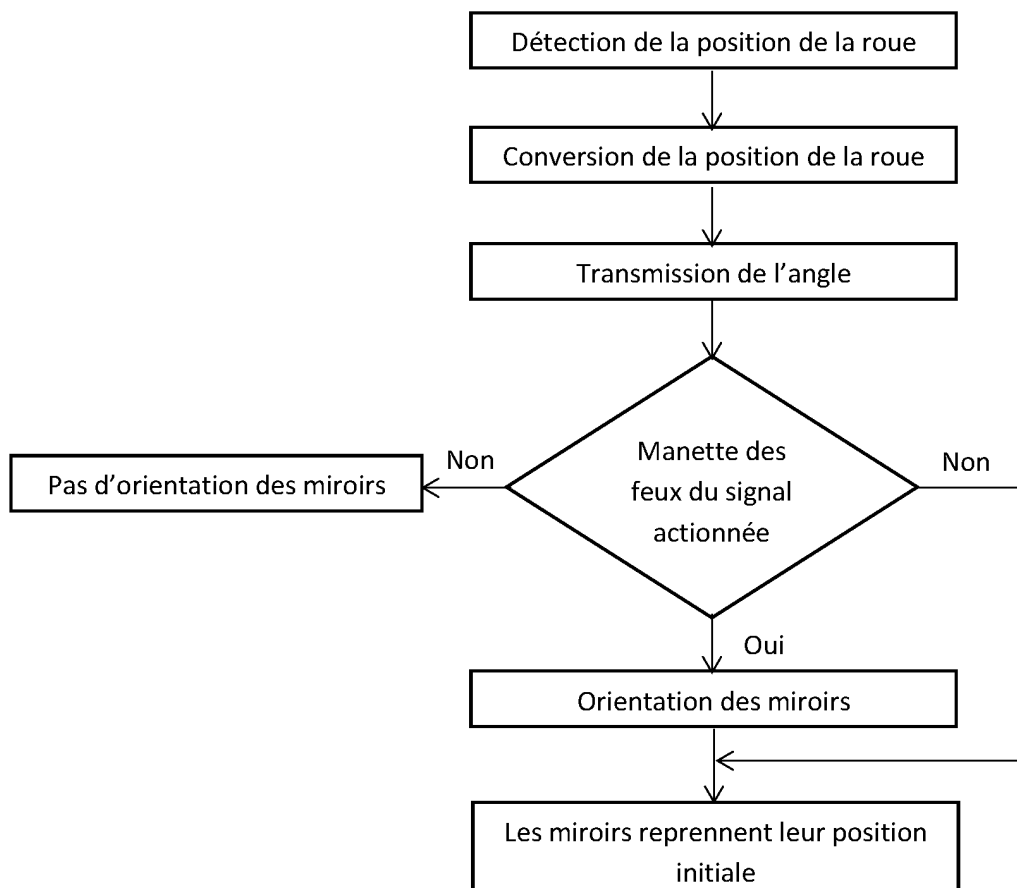 Détection de la position de la roue
Conversion de la position de la roue
Transmission de l’angle
Manette des
feux du signal
actionnée
Non
Pas d’orientation des miroirs
Non
Oui
Orientation des miroirs
Les miroirs reprennent leur position
initiale